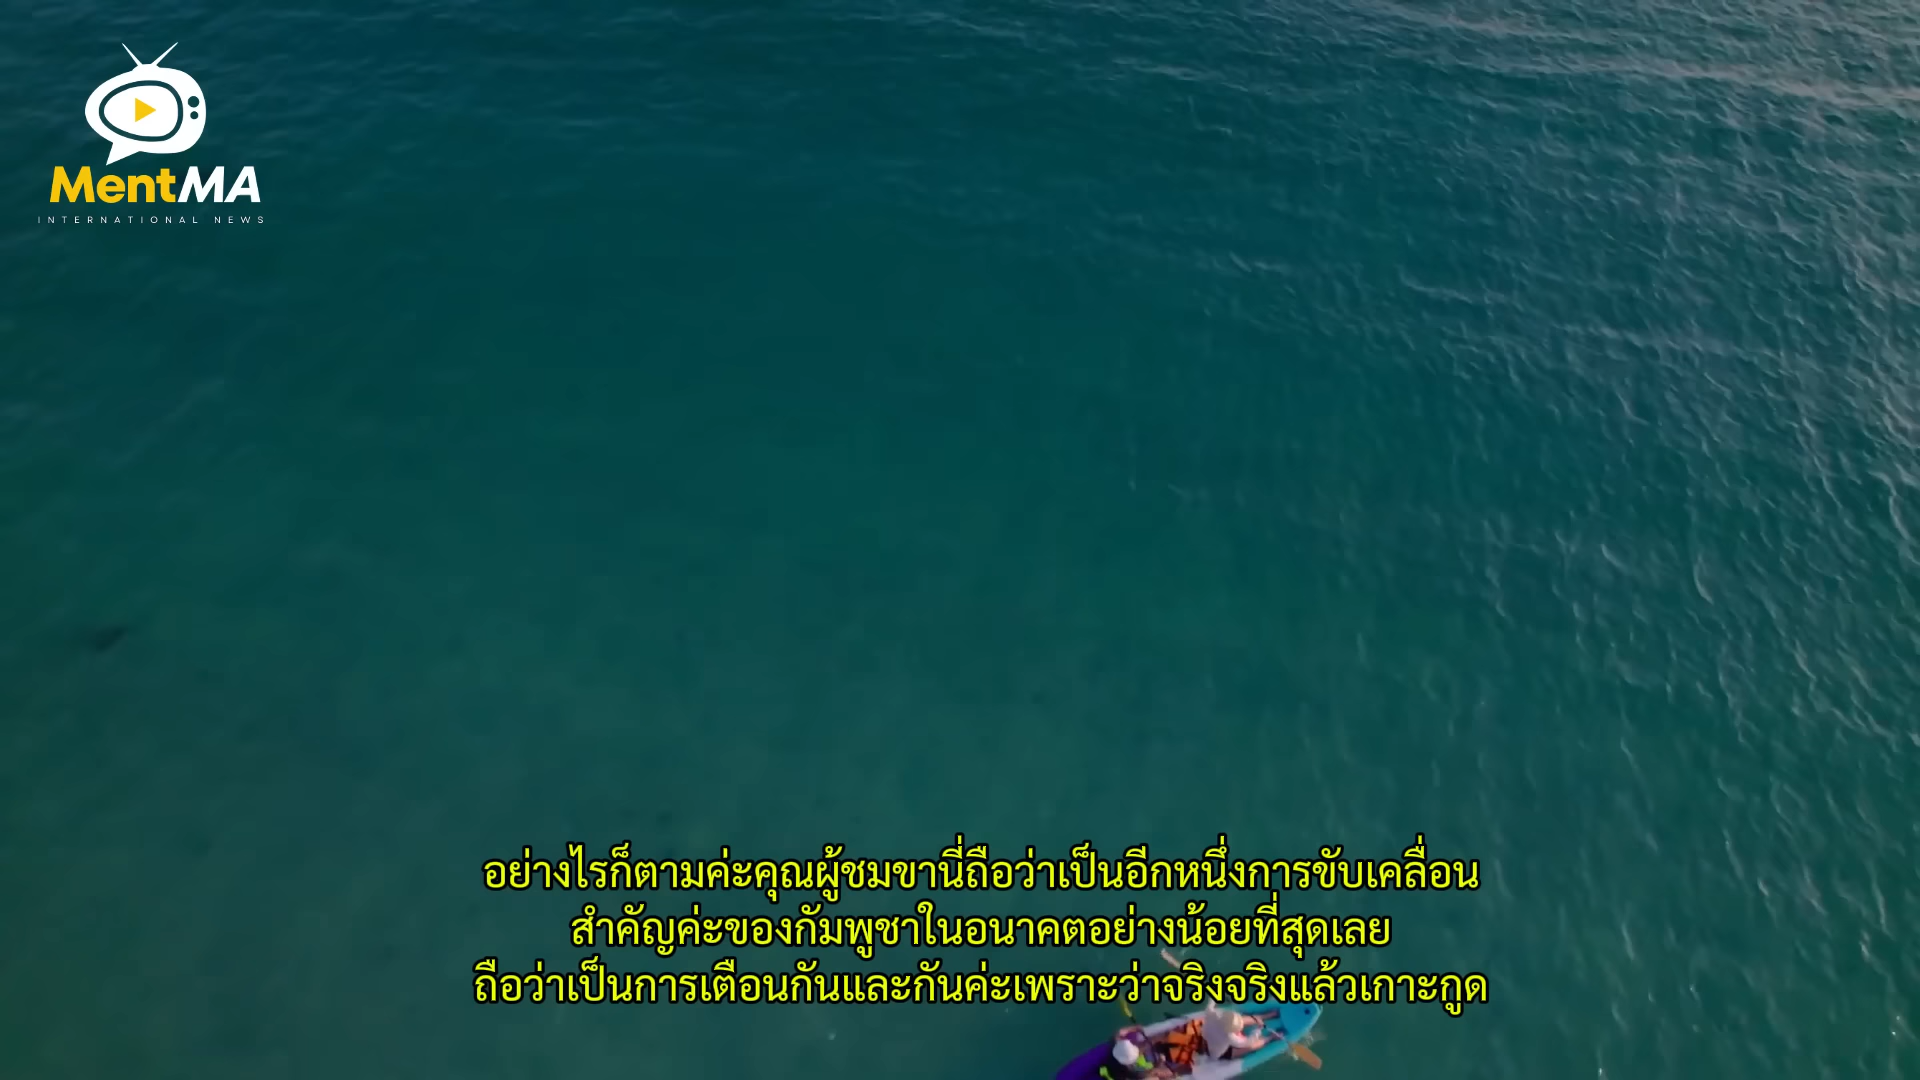 MentMA
INTERNATIONAL NEWS
อย่างไรก็ตามค่ะคุณผู้ชมขานี่ถือว่าเป็นอีกหนึ่งการขับเคลื่อน
สำคัญค่ะของกัมพูชาในอนาคตอย่างน้อยที่สุดเลย
ถือว่าเป็นการเตือนกันและกันค่ะเพราะว่าจริงจริงแล้วเกาะกูด